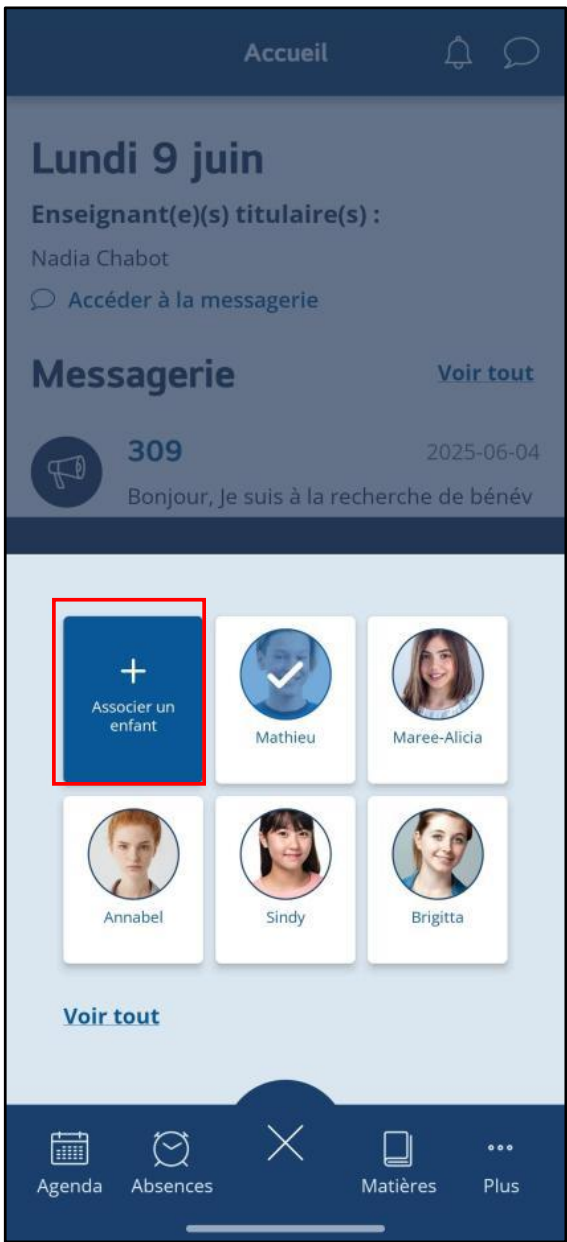 Accueil
Lundi 9 juin
Enseignant(e)(s) titulaire(s) :
Nadia Chabot
Accéder à la messagerie
Messagerie Voir tout
309 2025-06-04
Bonjour, Je suis à la recherche de bénév
Associer un
enfant
Mathieu
Maree-Alicia
Annabel
Sindy
Brigitta
Voir tout
Agenda Absences Matières Plus